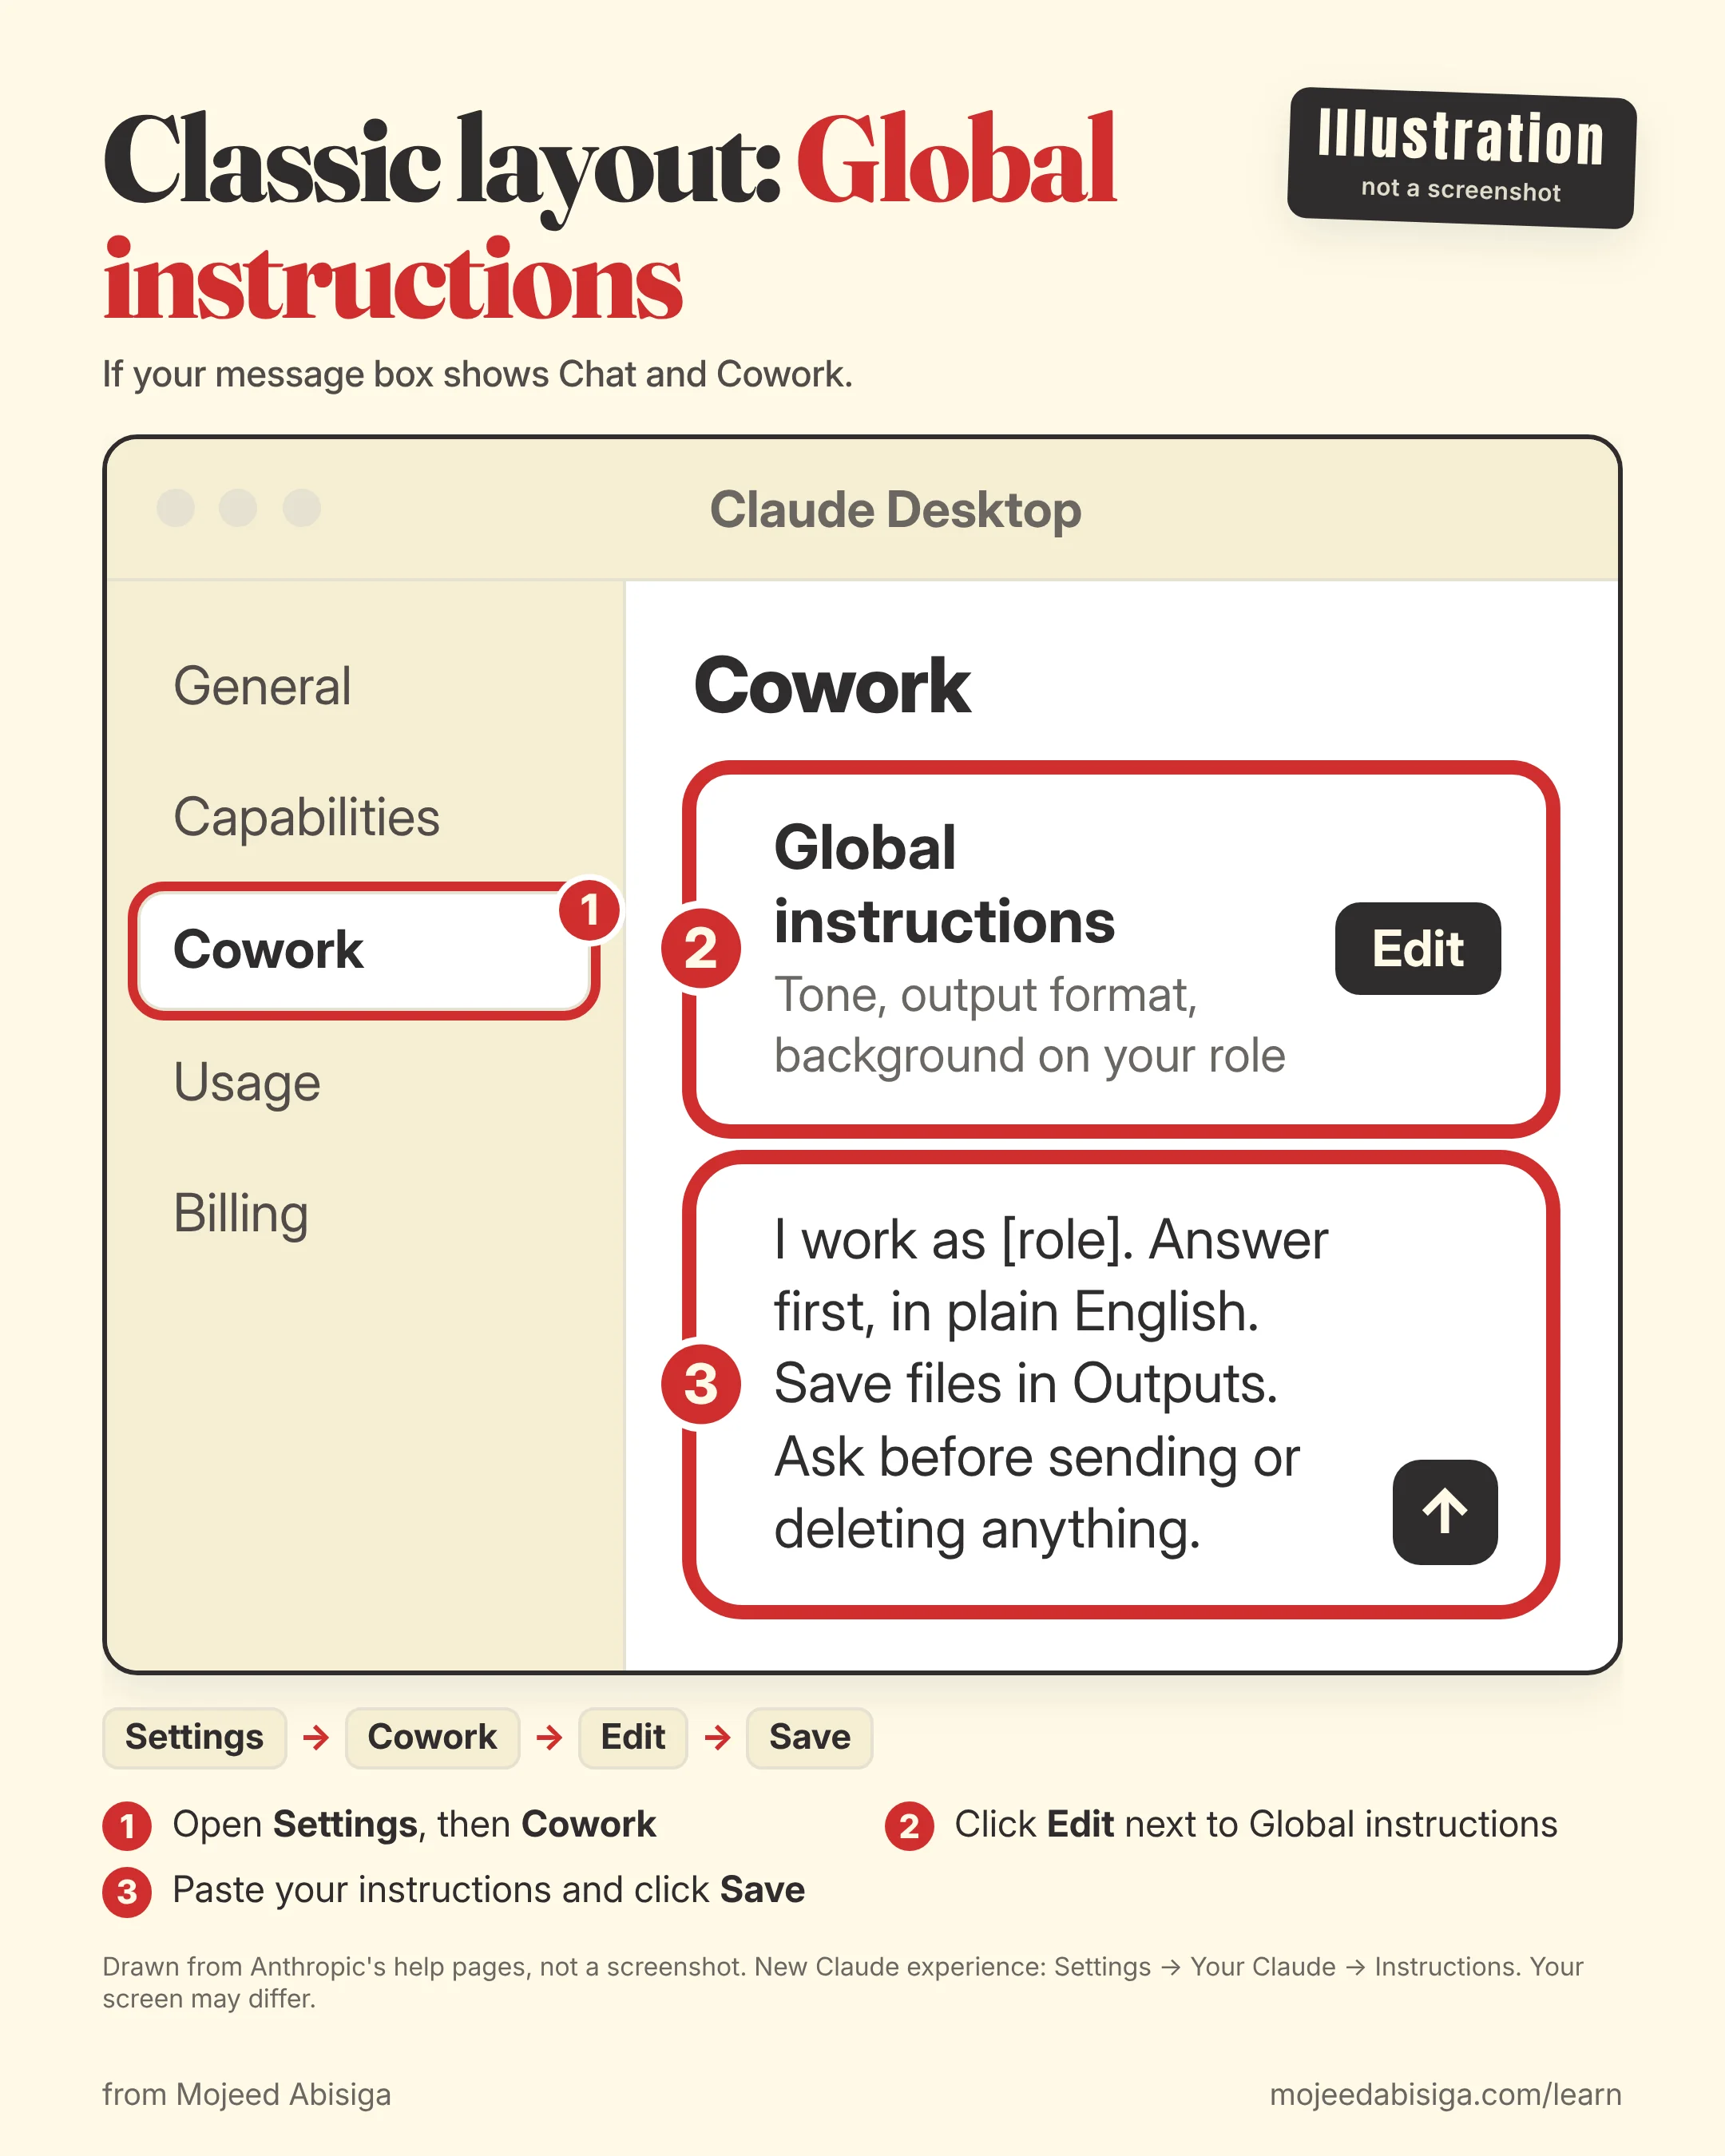 Classic layout: Global
instructions
Illustration
not a screenshot
If your message box shows Chat and Cowork.
Claude Desktop
General
Capabilities
Cowork
1
Usage
Billing
Cowork
2
Global
instructions
Tone, output format,
background on your role
Edit
3
I work as [role]. Answer
first, in plain English.
Save files in Outputs.
Ask before sending or
deleting anything.
↑
Settings → Cowork → Edit → Save
1 Open Settings, then Cowork
2 Click Edit next to Global instructions
3 Paste your instructions and click Save
Drawn from Anthropic's help pages, not a screenshot. New Claude experience: Settings → Your Claude → Instructions. Your
screen may differ.
from Mojeed Abisiga
mojeedabisiga.com/learn